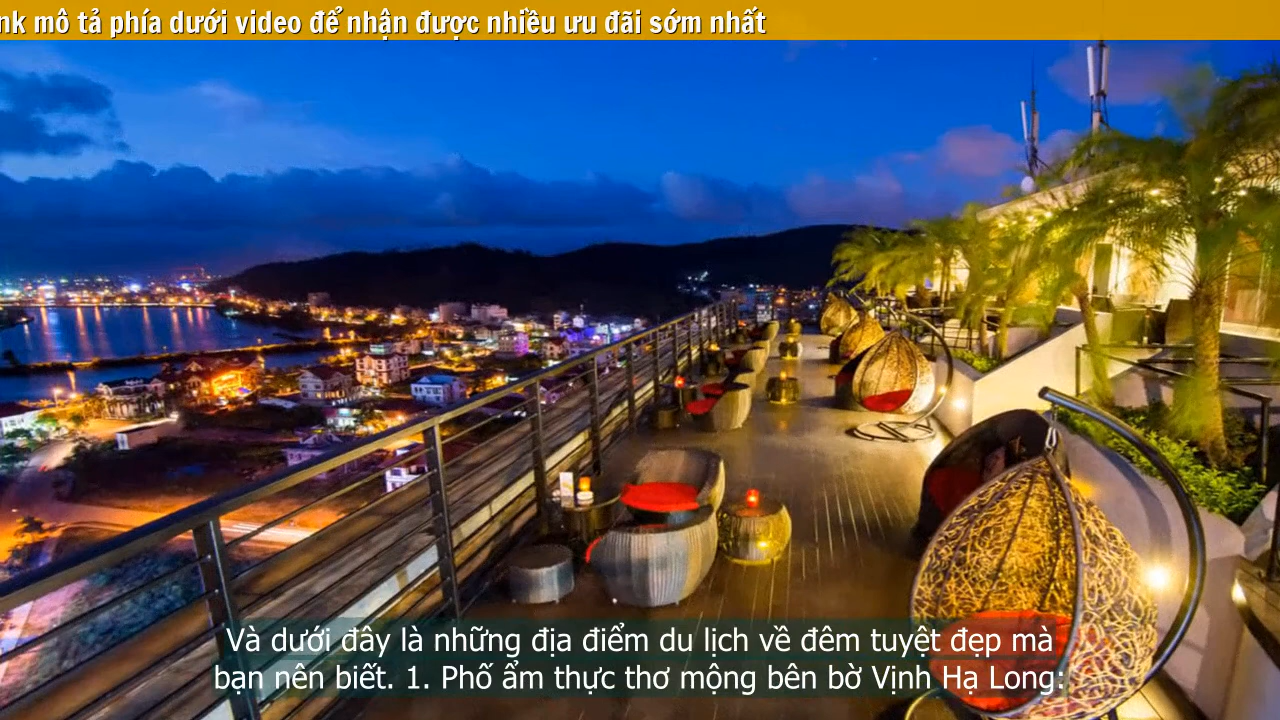 mô tả phía dưới video để nhận được nhiều ưu đãi sớm nhất
Và dưới đây là những địa điểm du lịch về đêm tuyệt đẹp mà
bạn nên biết. 1. Phố ẩm thực thơ mộng bên bờ Vịnh Hạ Long: